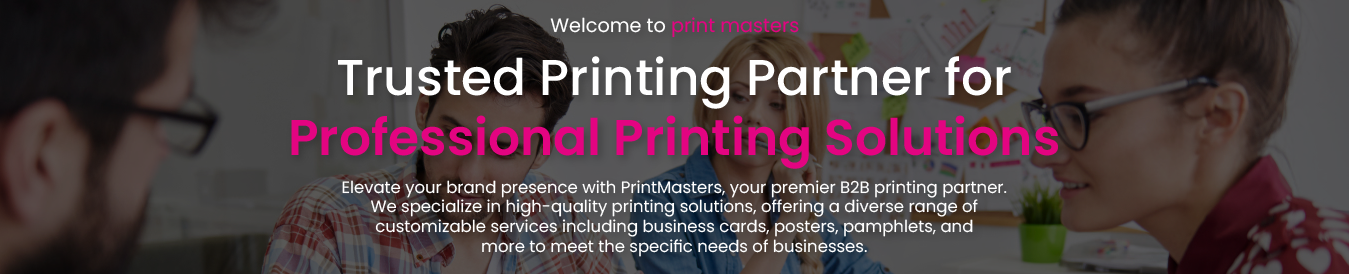 Welcome to print masters
Trusted Printing Partner for
Professional Printing Solutions
Elevate your brand presence with PrintMasters, your premier B2B printing partner.
We specialize in high-quality printing solutions, offering a diverse range of
customizable services including business cards, posters, pamphlets, and
more to meet the specific needs of businesses.